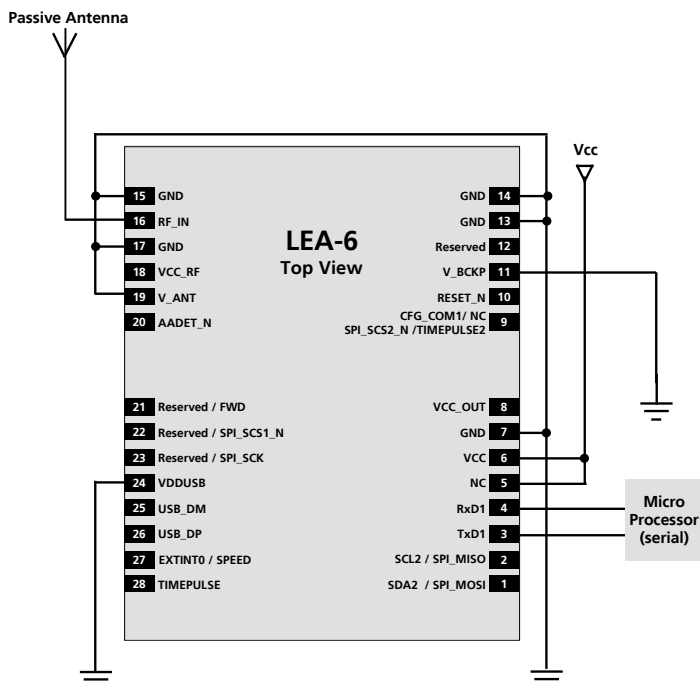 Passive Antenna
Vcc
LEA-6
Top View
15 GND
16 RF_IN
17 GND
18 VCC_RF
19 V_ANT
20 AADET_N
21 Reserved / FWD
22 Reserved / SPI_SCS1_N
23 Reserved / SPI_SCK
24 VDDUSB
25 USB_DM
26 USB_DP
27 EXTINT0 / SPEED
28 TIMEPULSE
GND 14
GND 13
Reserved 12
V_BCKP 11
RESET_N 10
CFG_COM1/ NC
SPI_SCS2_N /TIMEPULSE2 9
VCC_OUT 8
GND 7
VCC 6
NC 5
RxD1 4
TxD1 3
SCL2 / SPI_MISO 2
SDA2 / SPI_MOSI 1
Micro
Processor
(serial)